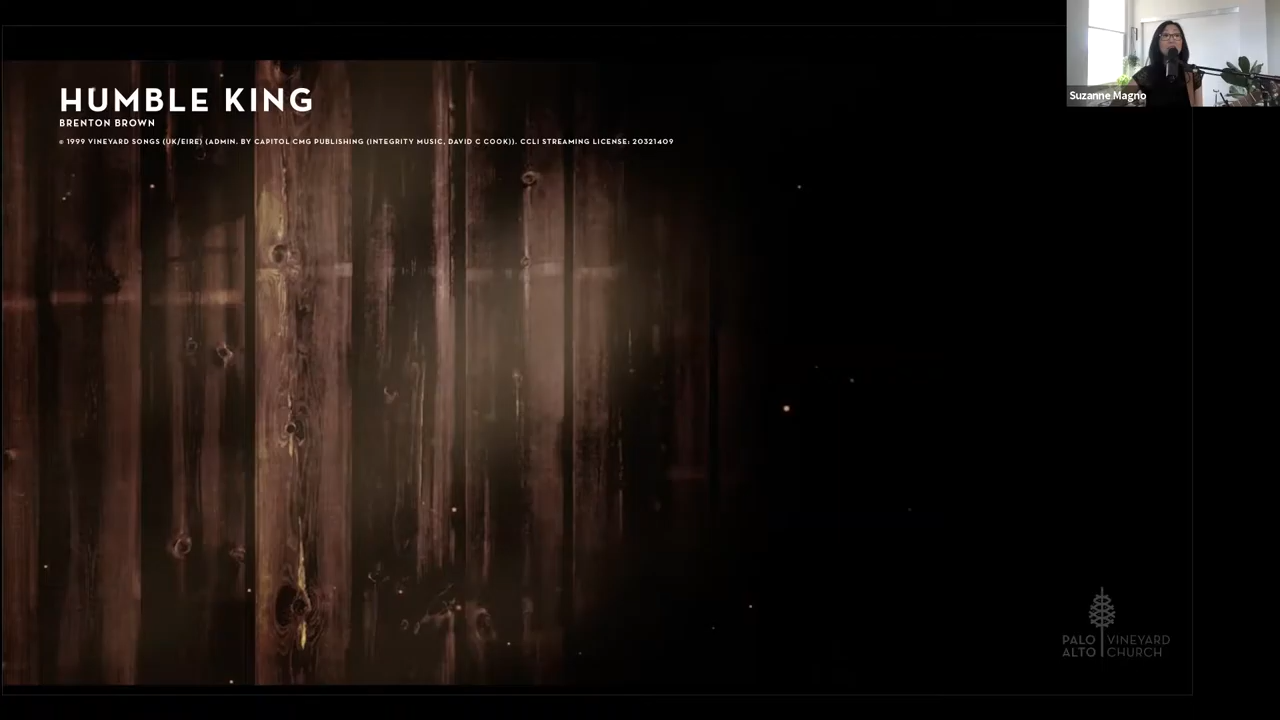 HUMBLE KING
BRENTON BROWN
© 1999 VINEYARD SONGS (UK/EIRE) (ADMIN. BY CAPITOL CMG PUBLISHING (INTEGRITY MUSIC, DAVID C COOK)). CCLI STREAMING LICENSE: 20321409
Suzanne Magno
PALO VINEYARD
ALTO CHURCH